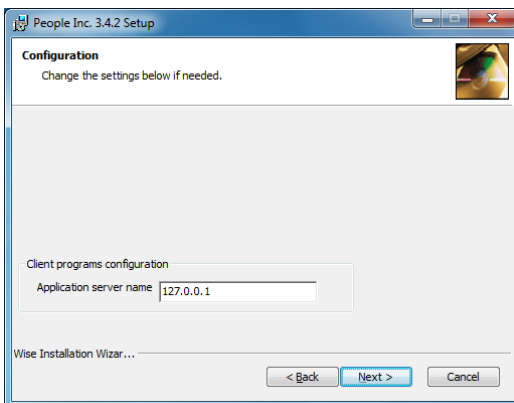 People Inc. 3.4.2 Setup
Configuration
Change the settings below if needed.
Client programs configuration
Application server name 127.0.0.1
Wise Installation Wizar...
< Back Next > Cancel